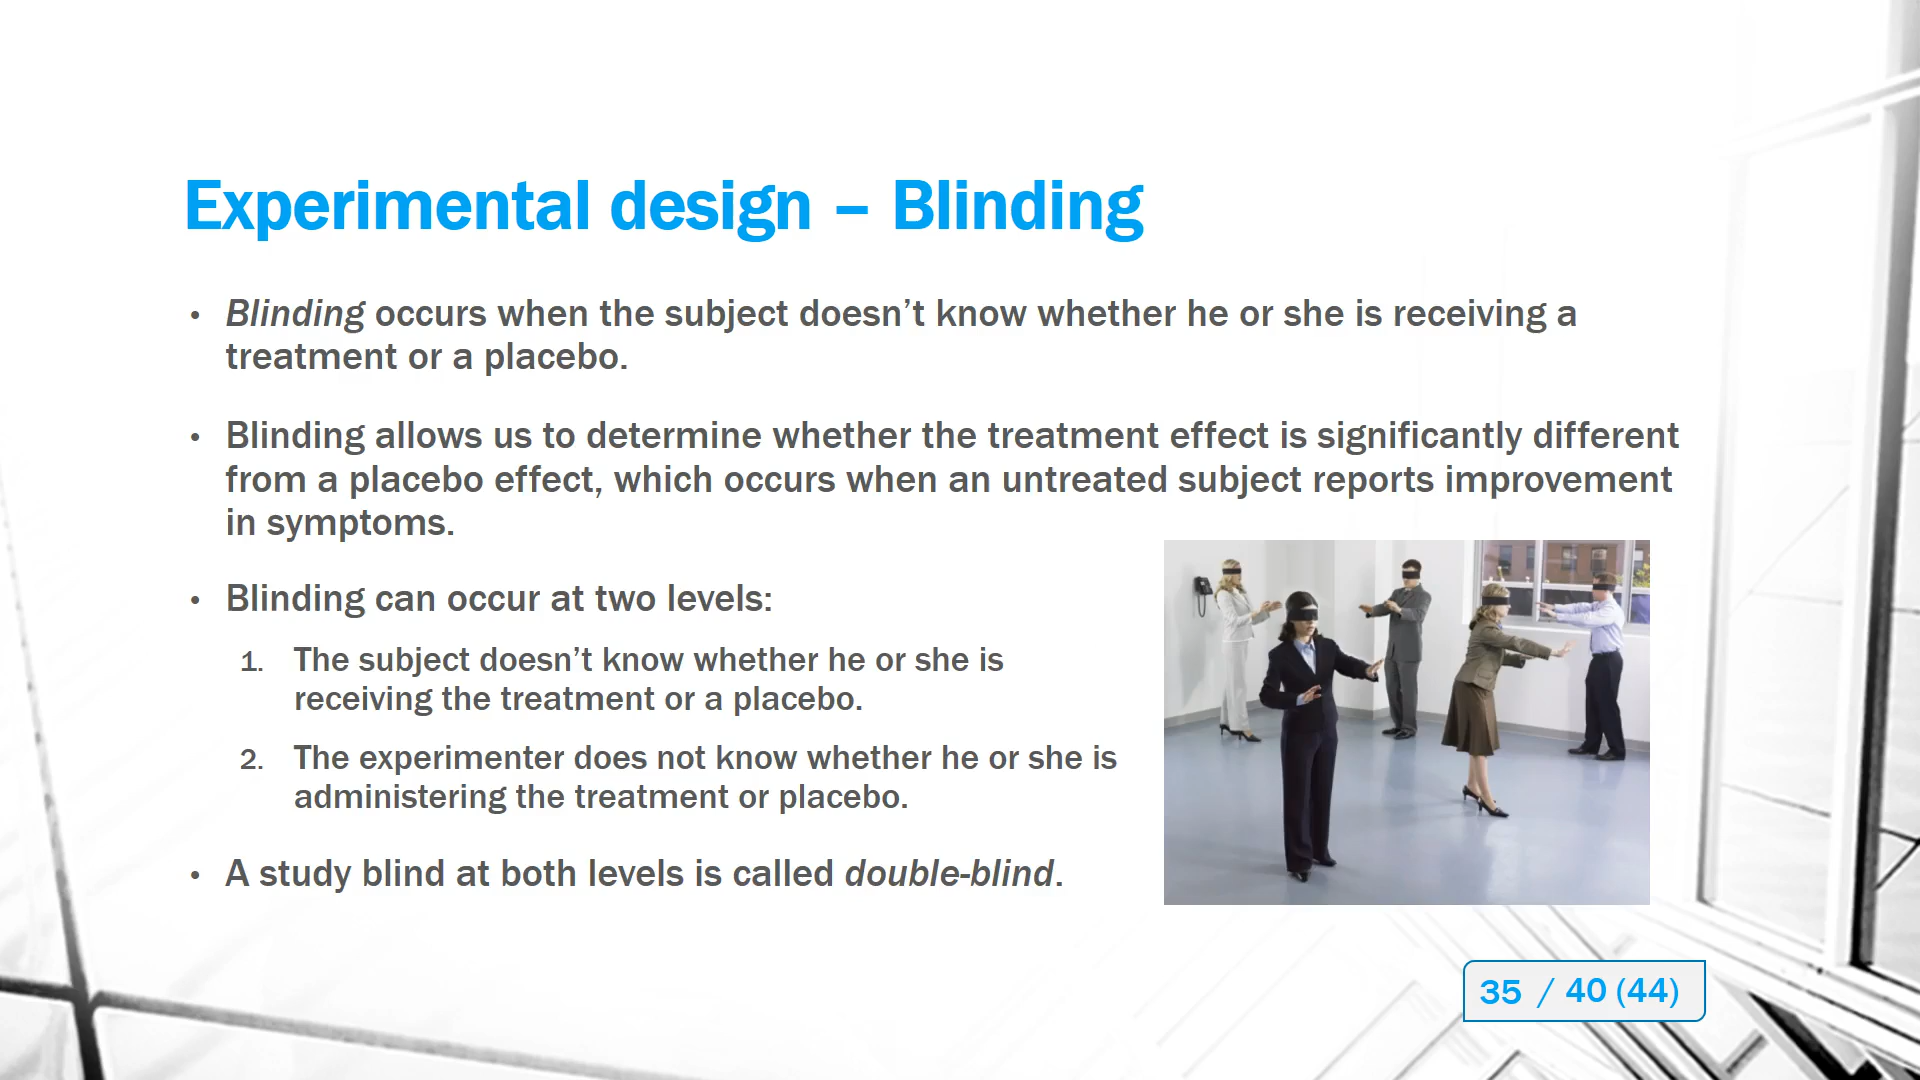 Experimental design – Blinding
• Blinding occurs when the subject doesn’t know whether he or she is receiving a
treatment or a placebo.
• Blinding allows us to determine whether the treatment effect is significantly different
from a placebo effect, which occurs when an untreated subject reports improvement
in symptoms.
• Blinding can occur at two levels:
1. The subject doesn’t know whether he or she is
receiving the treatment or a placebo.
2. The experimenter does not know whether he or she is
administering the treatment or placebo.
• A study blind at both levels is called double-blind.
35 / 40 (44)